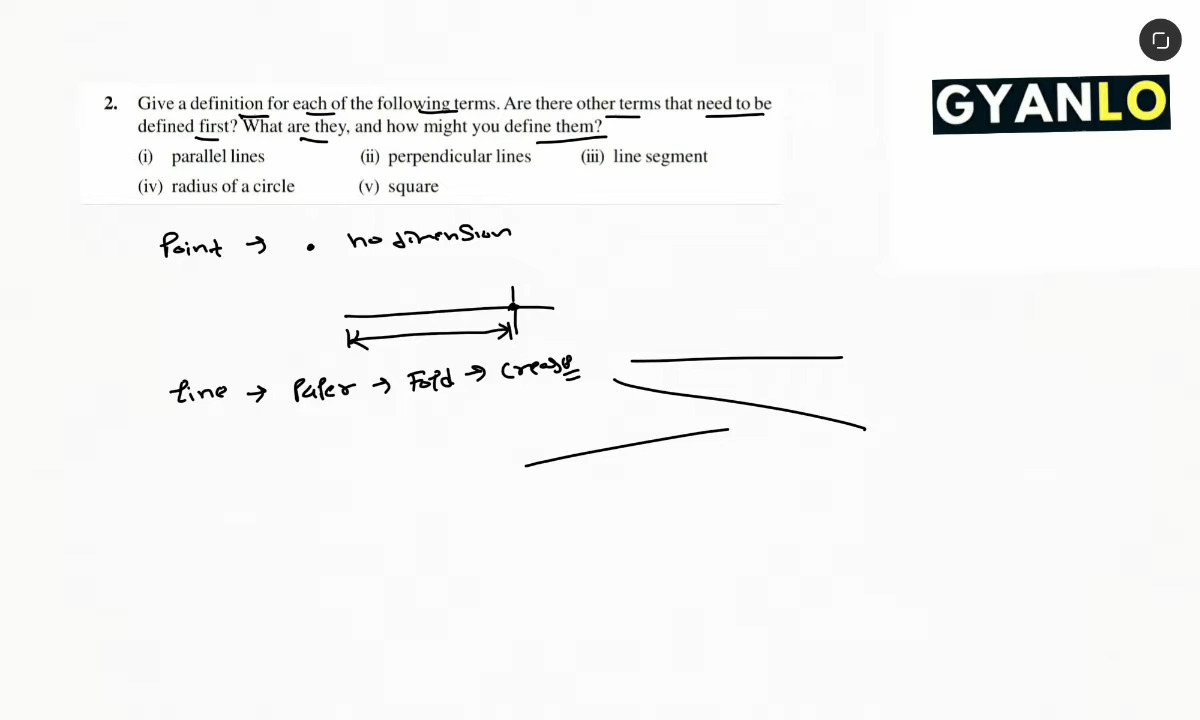 GYANLO
2. Give a definition for each of the following terms. Are there other terms that need to be
defined first? What are they, and how might you define them?
(i) parallel lines (ii) perpendicular lines (iii) line segment
(iv) radius of a circle (v) square
Point → . no dimension
line → Paper → Fold → Crease